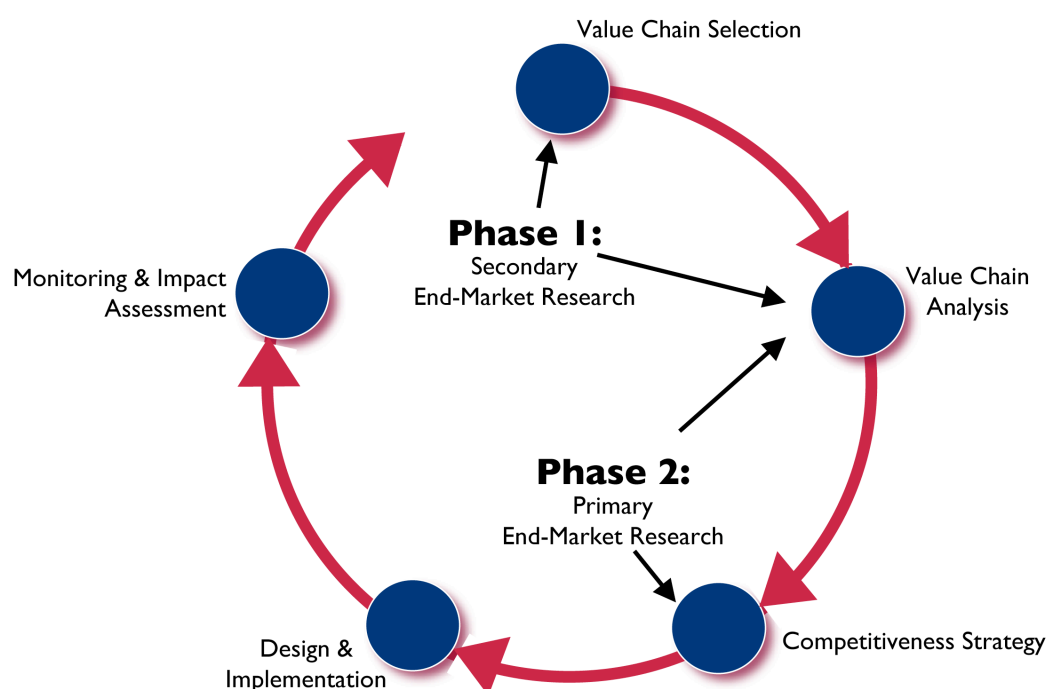 Value Chain Selection
Phase 1:
Secondary
End-Market Research
Monitoring & Impact
Assessment
Value Chain
Analysis
Phase 2:
Primary
End-Market Research
Competitiveness Strategy
Design &
Implementation